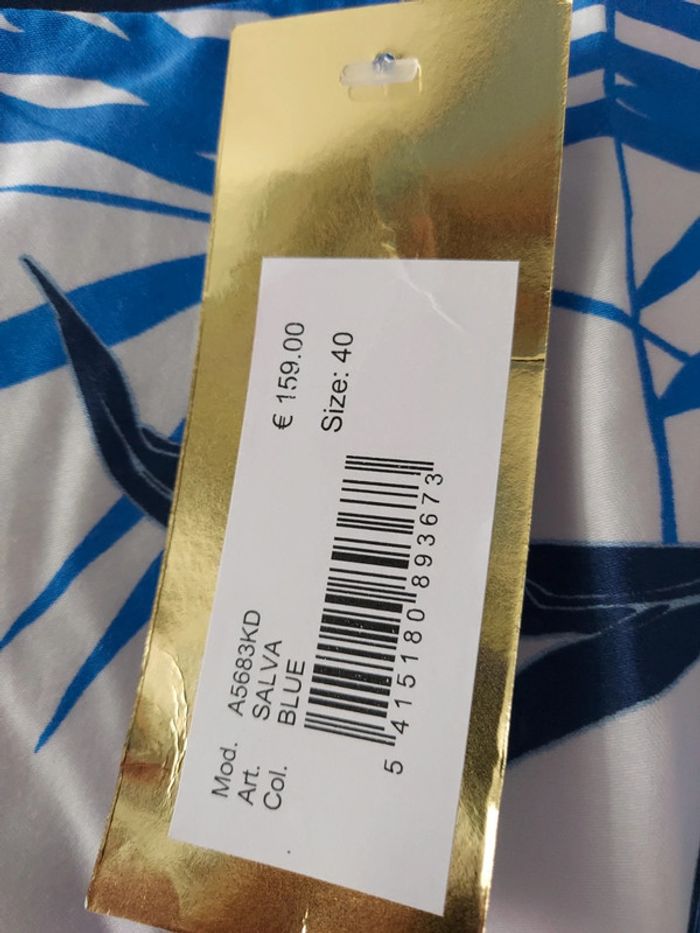 Mod. A5683KD
Art. SALVA
Col. BLUE
€ 159.00
Size: 40
5 415180 893673